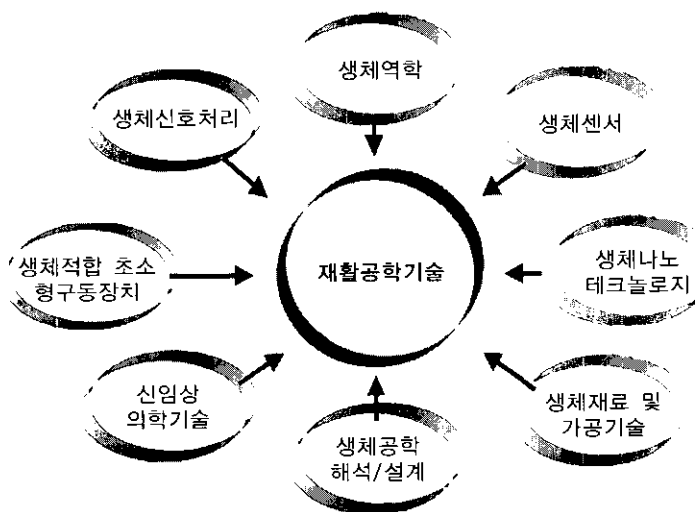 생체역학
생체신호처리
생체센서
재활공학기술
생체적합 초소
형구동장치
생체나노
테크놀로지
신임상
의학기술
생체공학
해석/설계
생체재료 및
가공기술